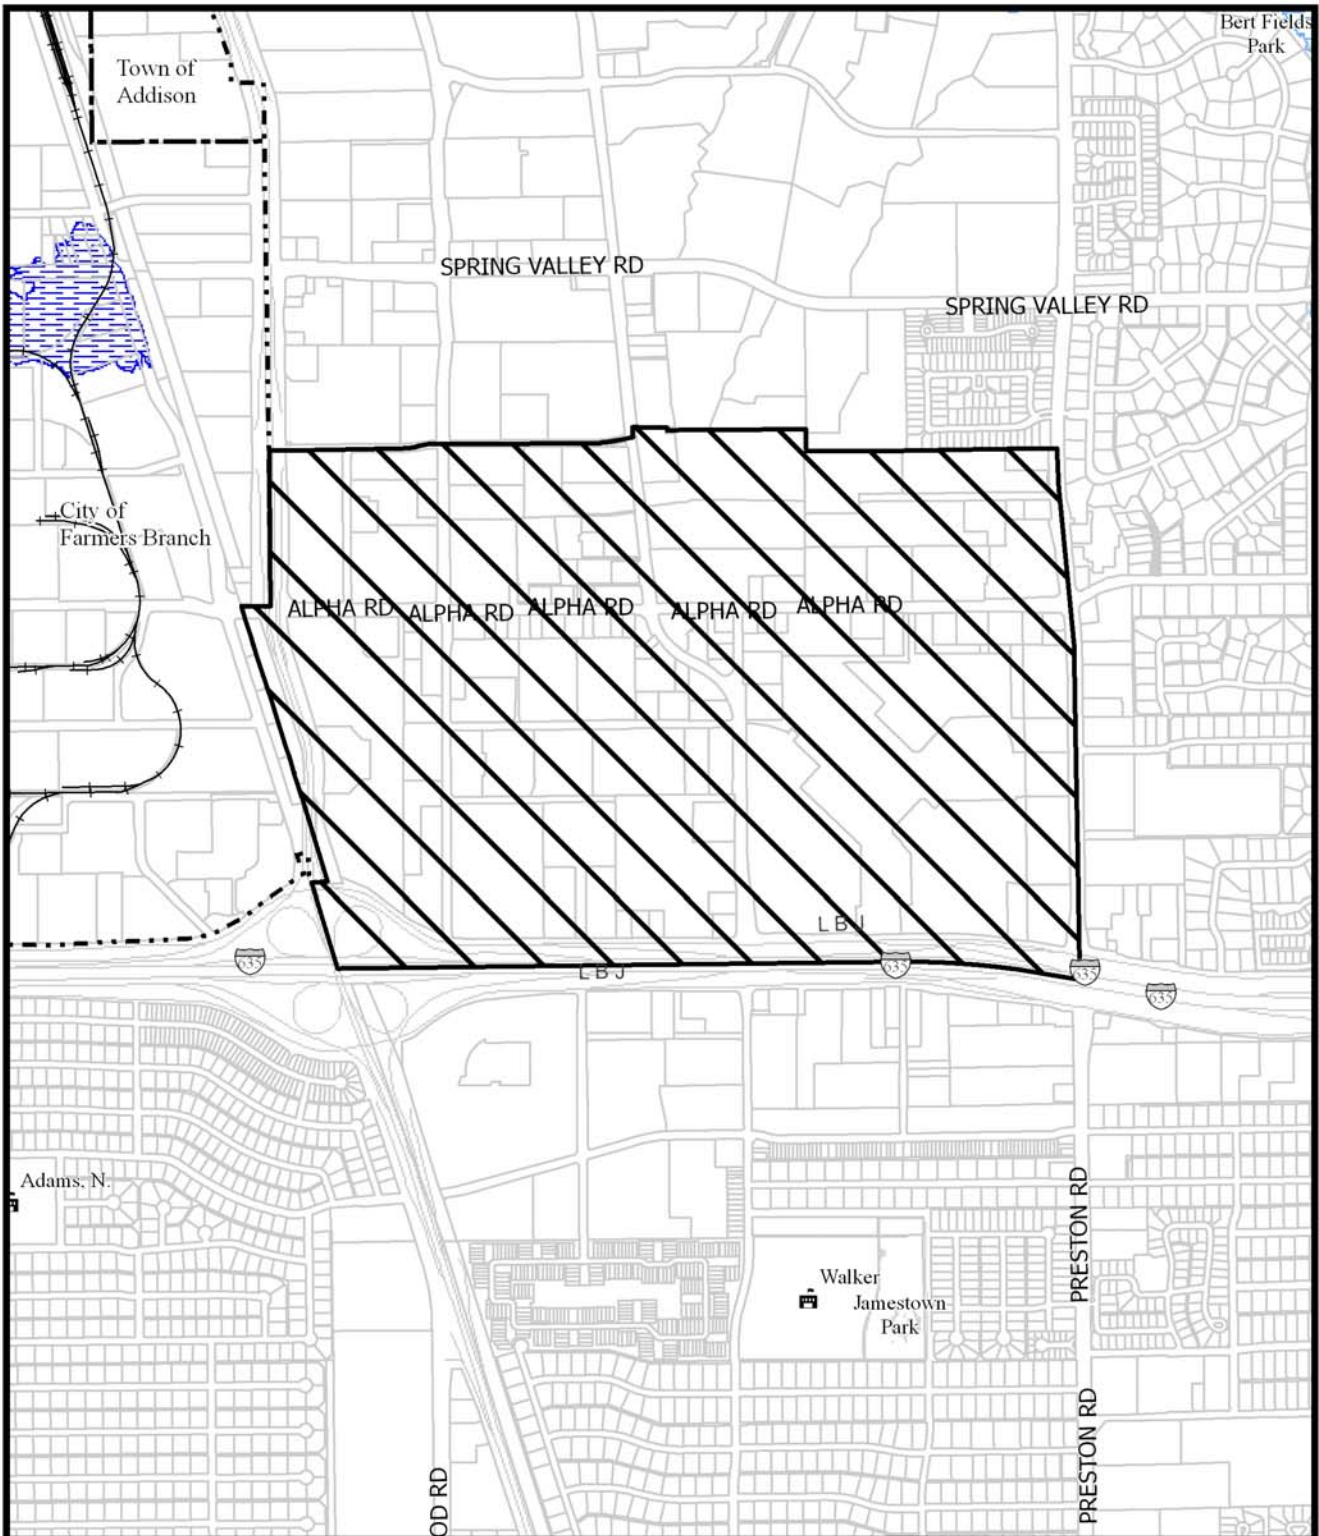 Bert Fields
Park
Town of
Addison
SPRING VALLEY RD
SPRING VALLEY RD
City of
Farmers Branch
ALPHA RD
ALPHA RD
ALPHA RD
ALPHA RD
ALPHA RD
L B J
635
635
L B J
635
635
Adams, N.
PRESTON RD
Walker
Jamestown
Park
PRESTON RD
OD RD